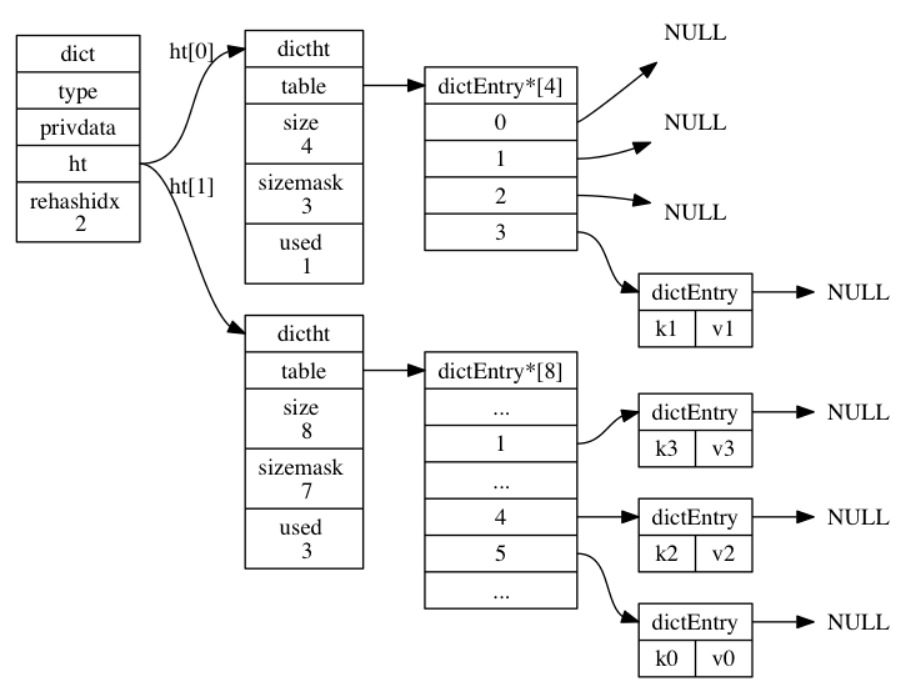 dict
type
privdata
ht
rehashidx
2
ht[0]
ht[1]
dictht
table
size
4
sizemask
3
used
1
dictEntry*[4]
0
1
2
3
NULL
NULL
NULL
dictEntry
k1 v1
NULL
dictht
table
size
8
sizemask
7
used
3
dictEntry*[8]
...
1
...
4
5
...
dictEntry
k3 v3
NULL
dictEntry
k2 v2
NULL
dictEntry
k0 v0
NULL